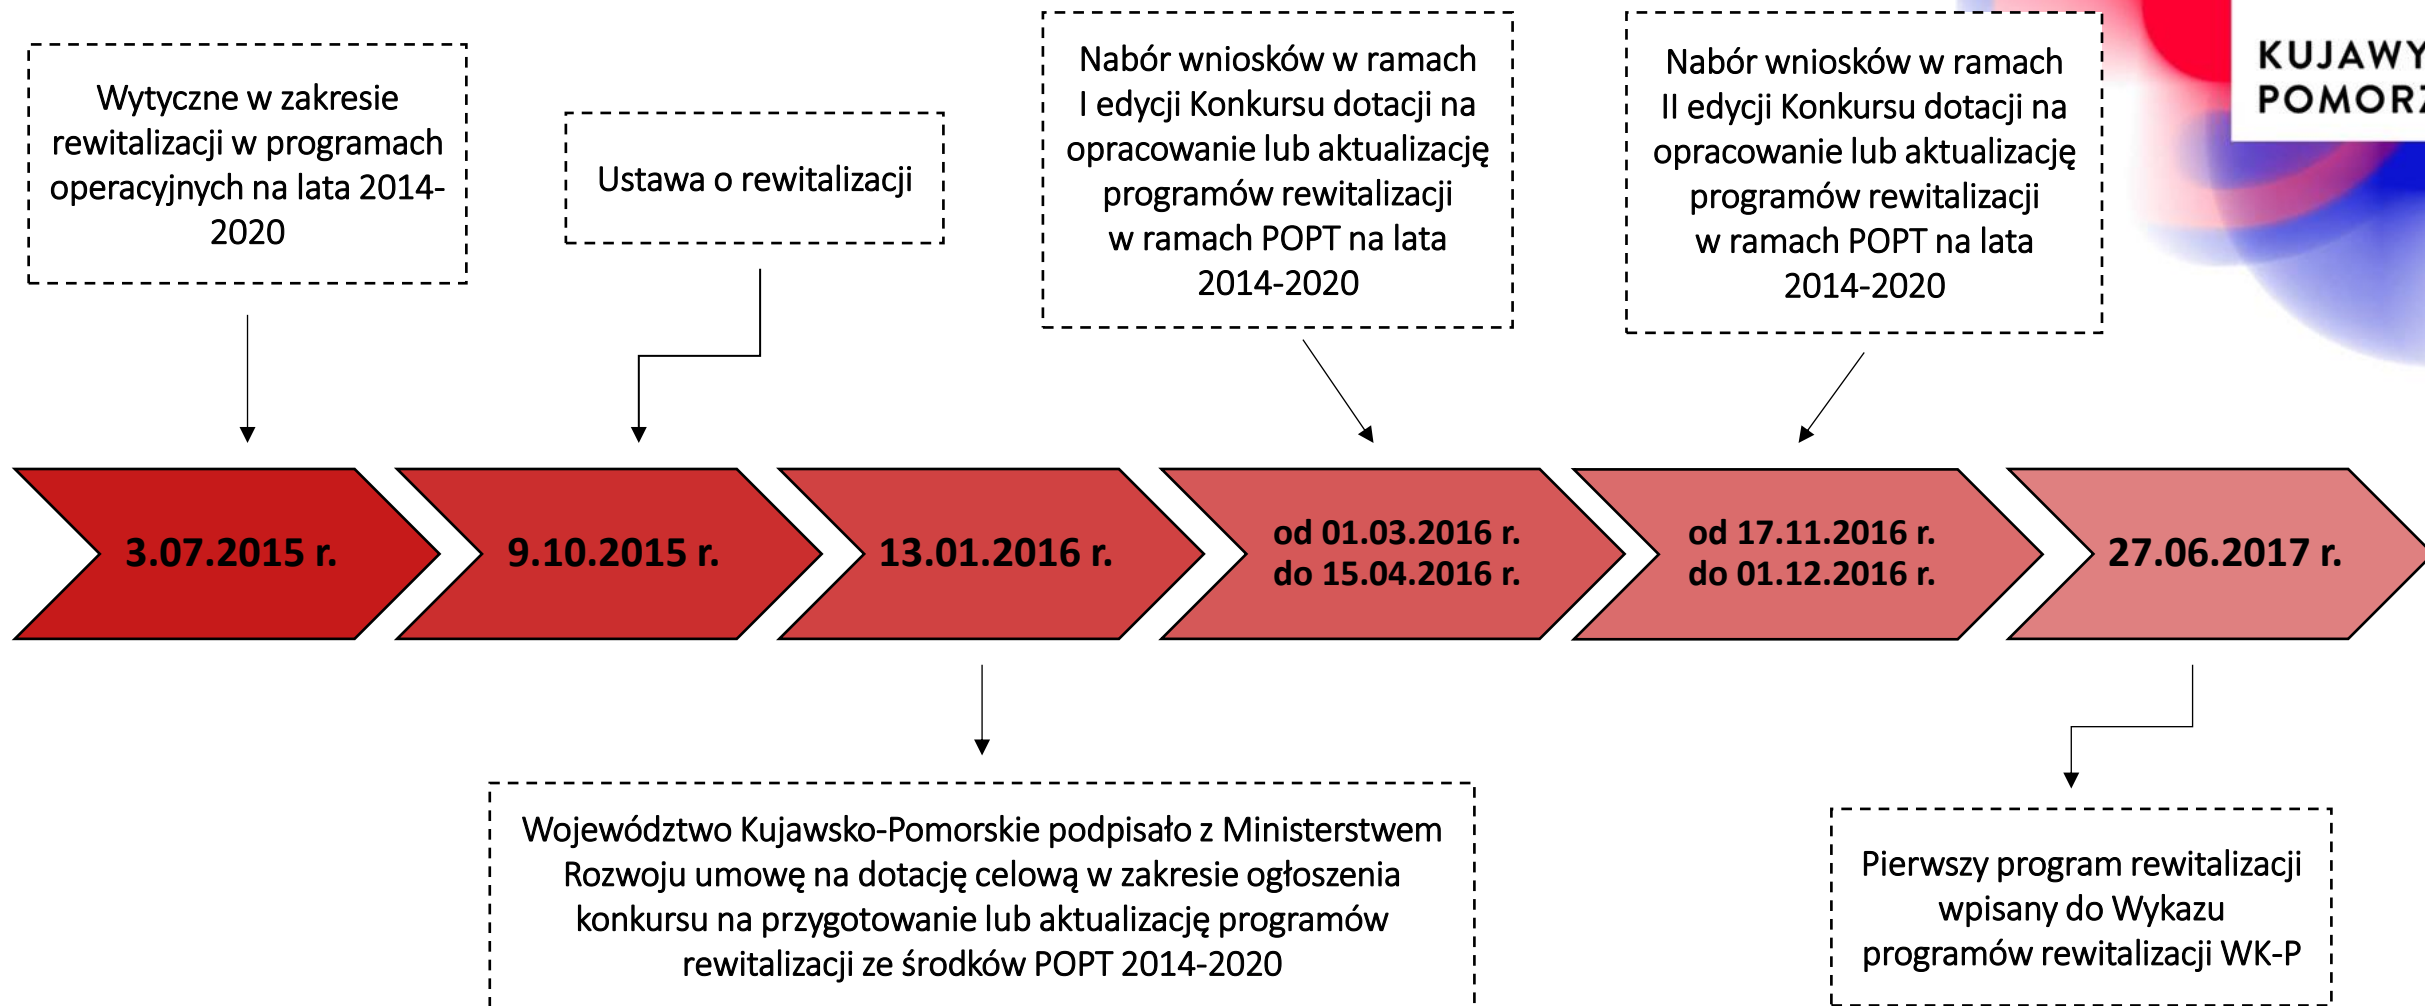 Wytyczne w zakresie
rewitalizacji w programach
operacyjnych na lata 2014-
2020
Ustawa o rewitalizacji
Nabór wniosków w ramach
I edycji Konkursu dotacji na
opracowanie lub aktualizację
programów rewitalizacji
w ramach POPT na lata
2014-2020
Nabór wniosków w ramach
II edycji Konkursu dotacji na
opracowanie lub aktualizację
programów rewitalizacji
w ramach POPT na lata
2014-2020
KUJAWY
POMORZ
3.07.2015 r.
9.10.2015 r.
13.01.2016 r.
od 01.03.2016 r.
do 15.04.2016 r.
od 17.11.2016 r.
do 01.12.2016 r.
27.06.2017 r.
Województwo Kujawsko-Pomorskie podpisało z Ministerstwem
Rozwoju umowę na dotację celową w zakresie ogłoszenia
konkursu na przygotowanie lub aktualizację programów
rewitalizacji ze środków POPT 2014-2020
Pierwszy program rewitalizacji
wpisany do Wykazu
programów rewitalizacji WK-P